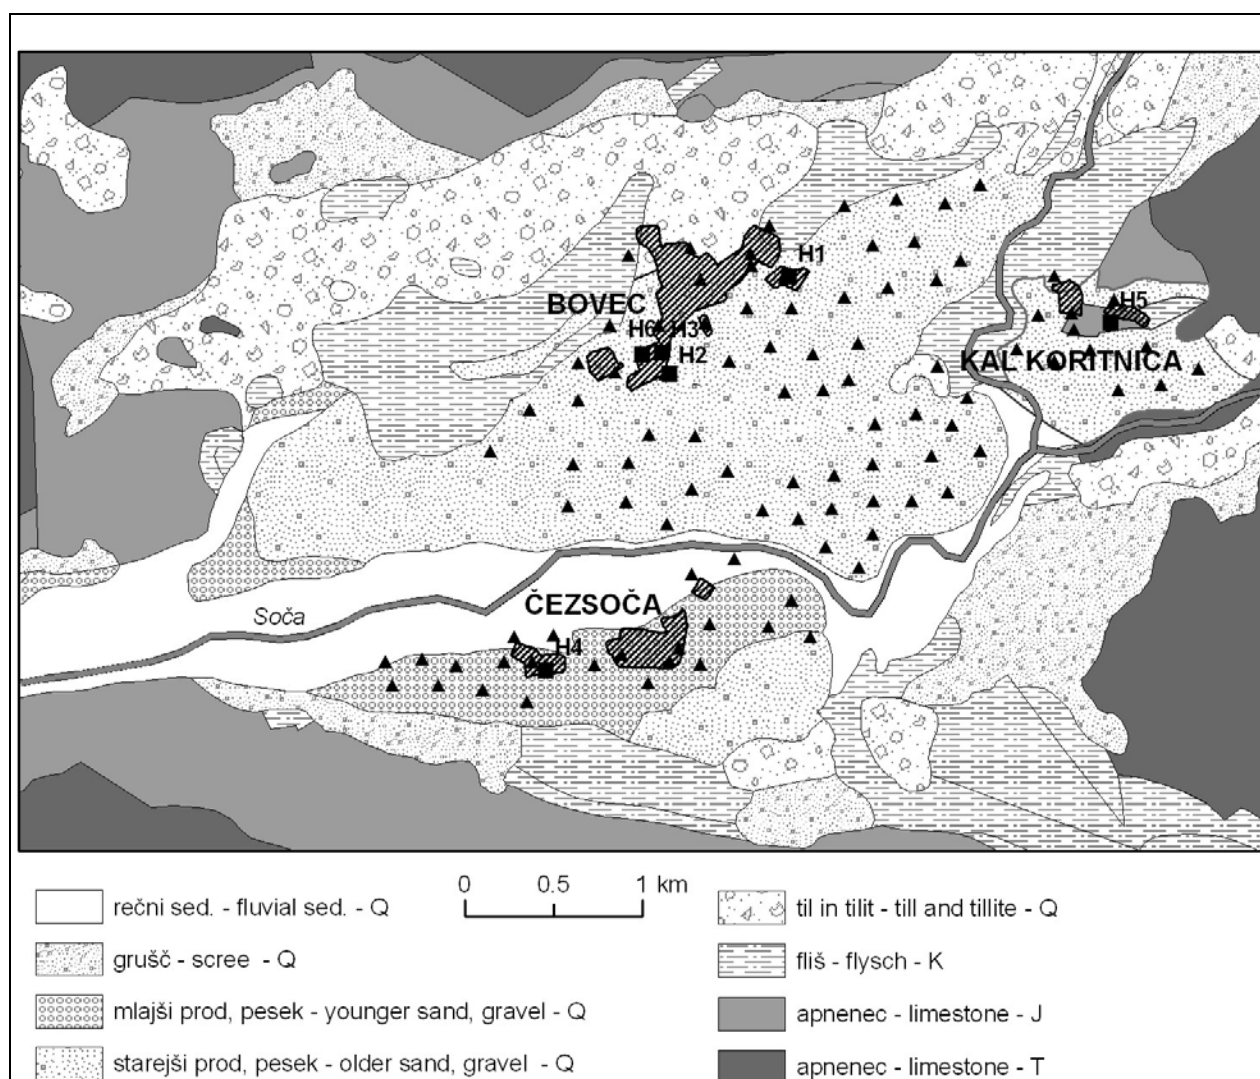 H1
BOVEC
H6 H3
H2
H5
KAL KORITNICA
ČEZSOČA
Soča
H4
0 0.5 1 km
rečni sed. - fluvial sed. - Q
grušč - scree - Q
mlajši prod, pesek - younger sand, gravel - Q
starejši prod, pesek - older sand, gravel - Q
til in tilit - till and tillite - Q
fliš - flysch - K
apnenec - limestone - J
apnenec - limestone - T